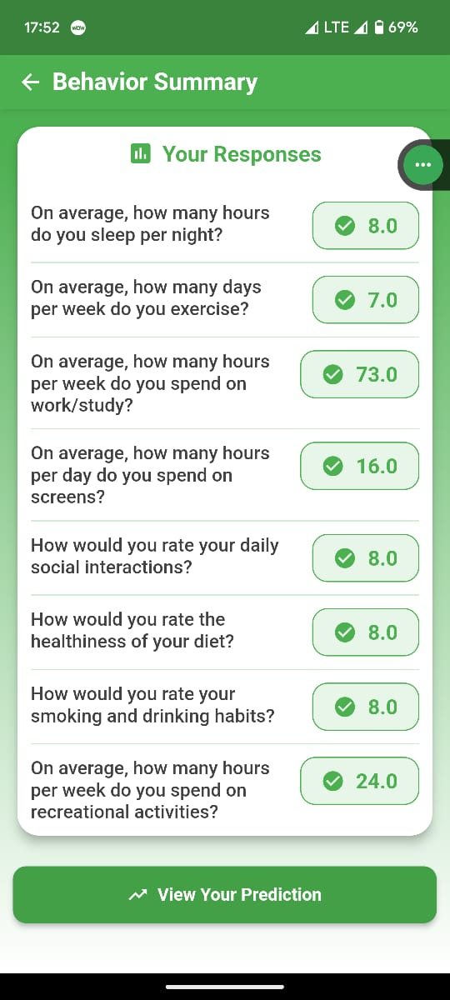 17:52 WOW LTE 69%
Behavior Summary
Your Responses
On average, how many hours
do you sleep per night?
8.0
On average, how many days
per week do you exercise?
7.0
On average, how many hours
per week do you spend on
work/study?
73.0
On average, how many hours
per day do you spend on
screens?
16.0
How would you rate your daily
social interactions?
8.0
How would you rate the
healthiness of your diet?
8.0
How would you rate your
smoking and drinking habits?
8.0
On average, how many hours
per week do you spend on
recreational activities?
24.0
View Your Prediction